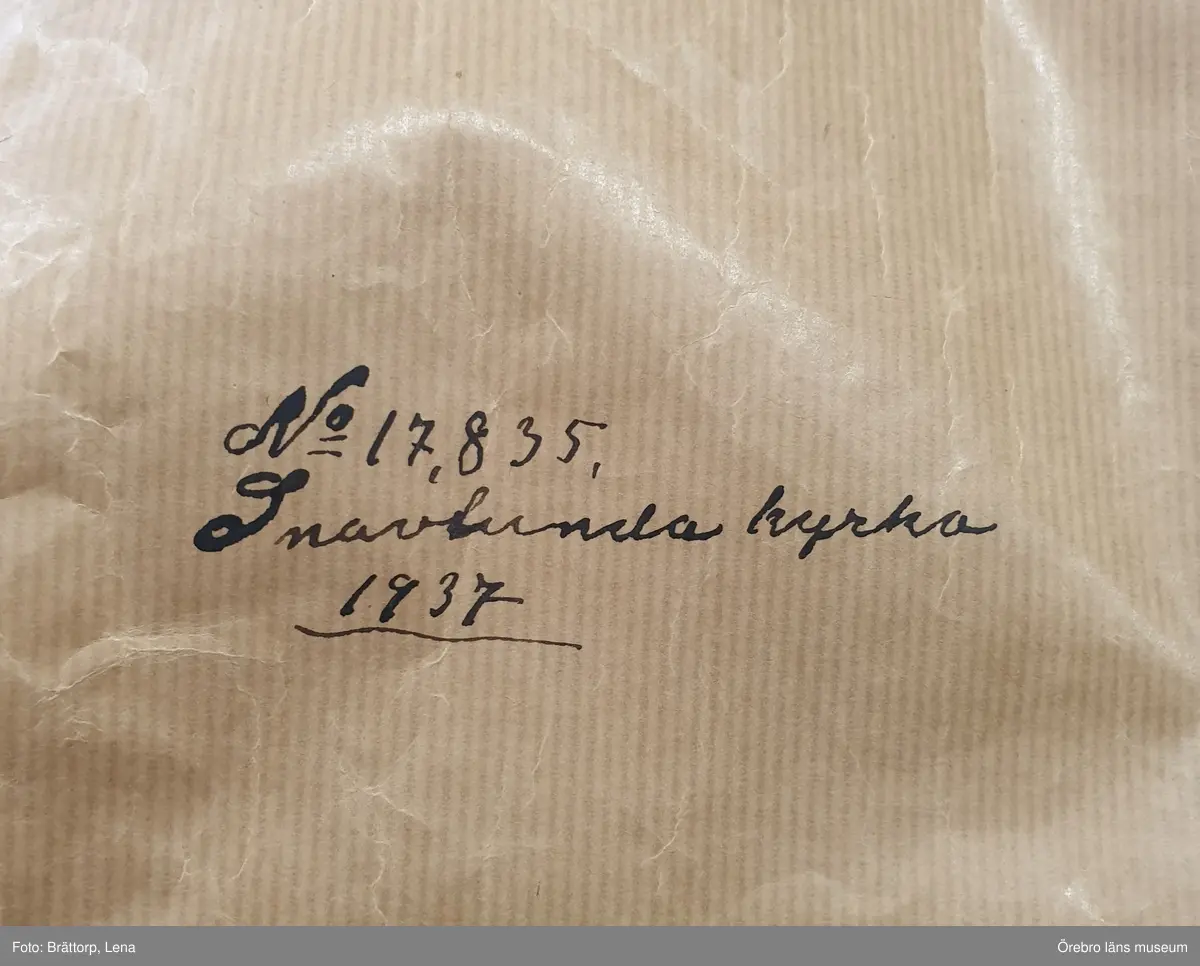 Nº 17,835,
Snavlunda kyrka
1937
Foto: Brättorp, Lena
Örebro läns museum